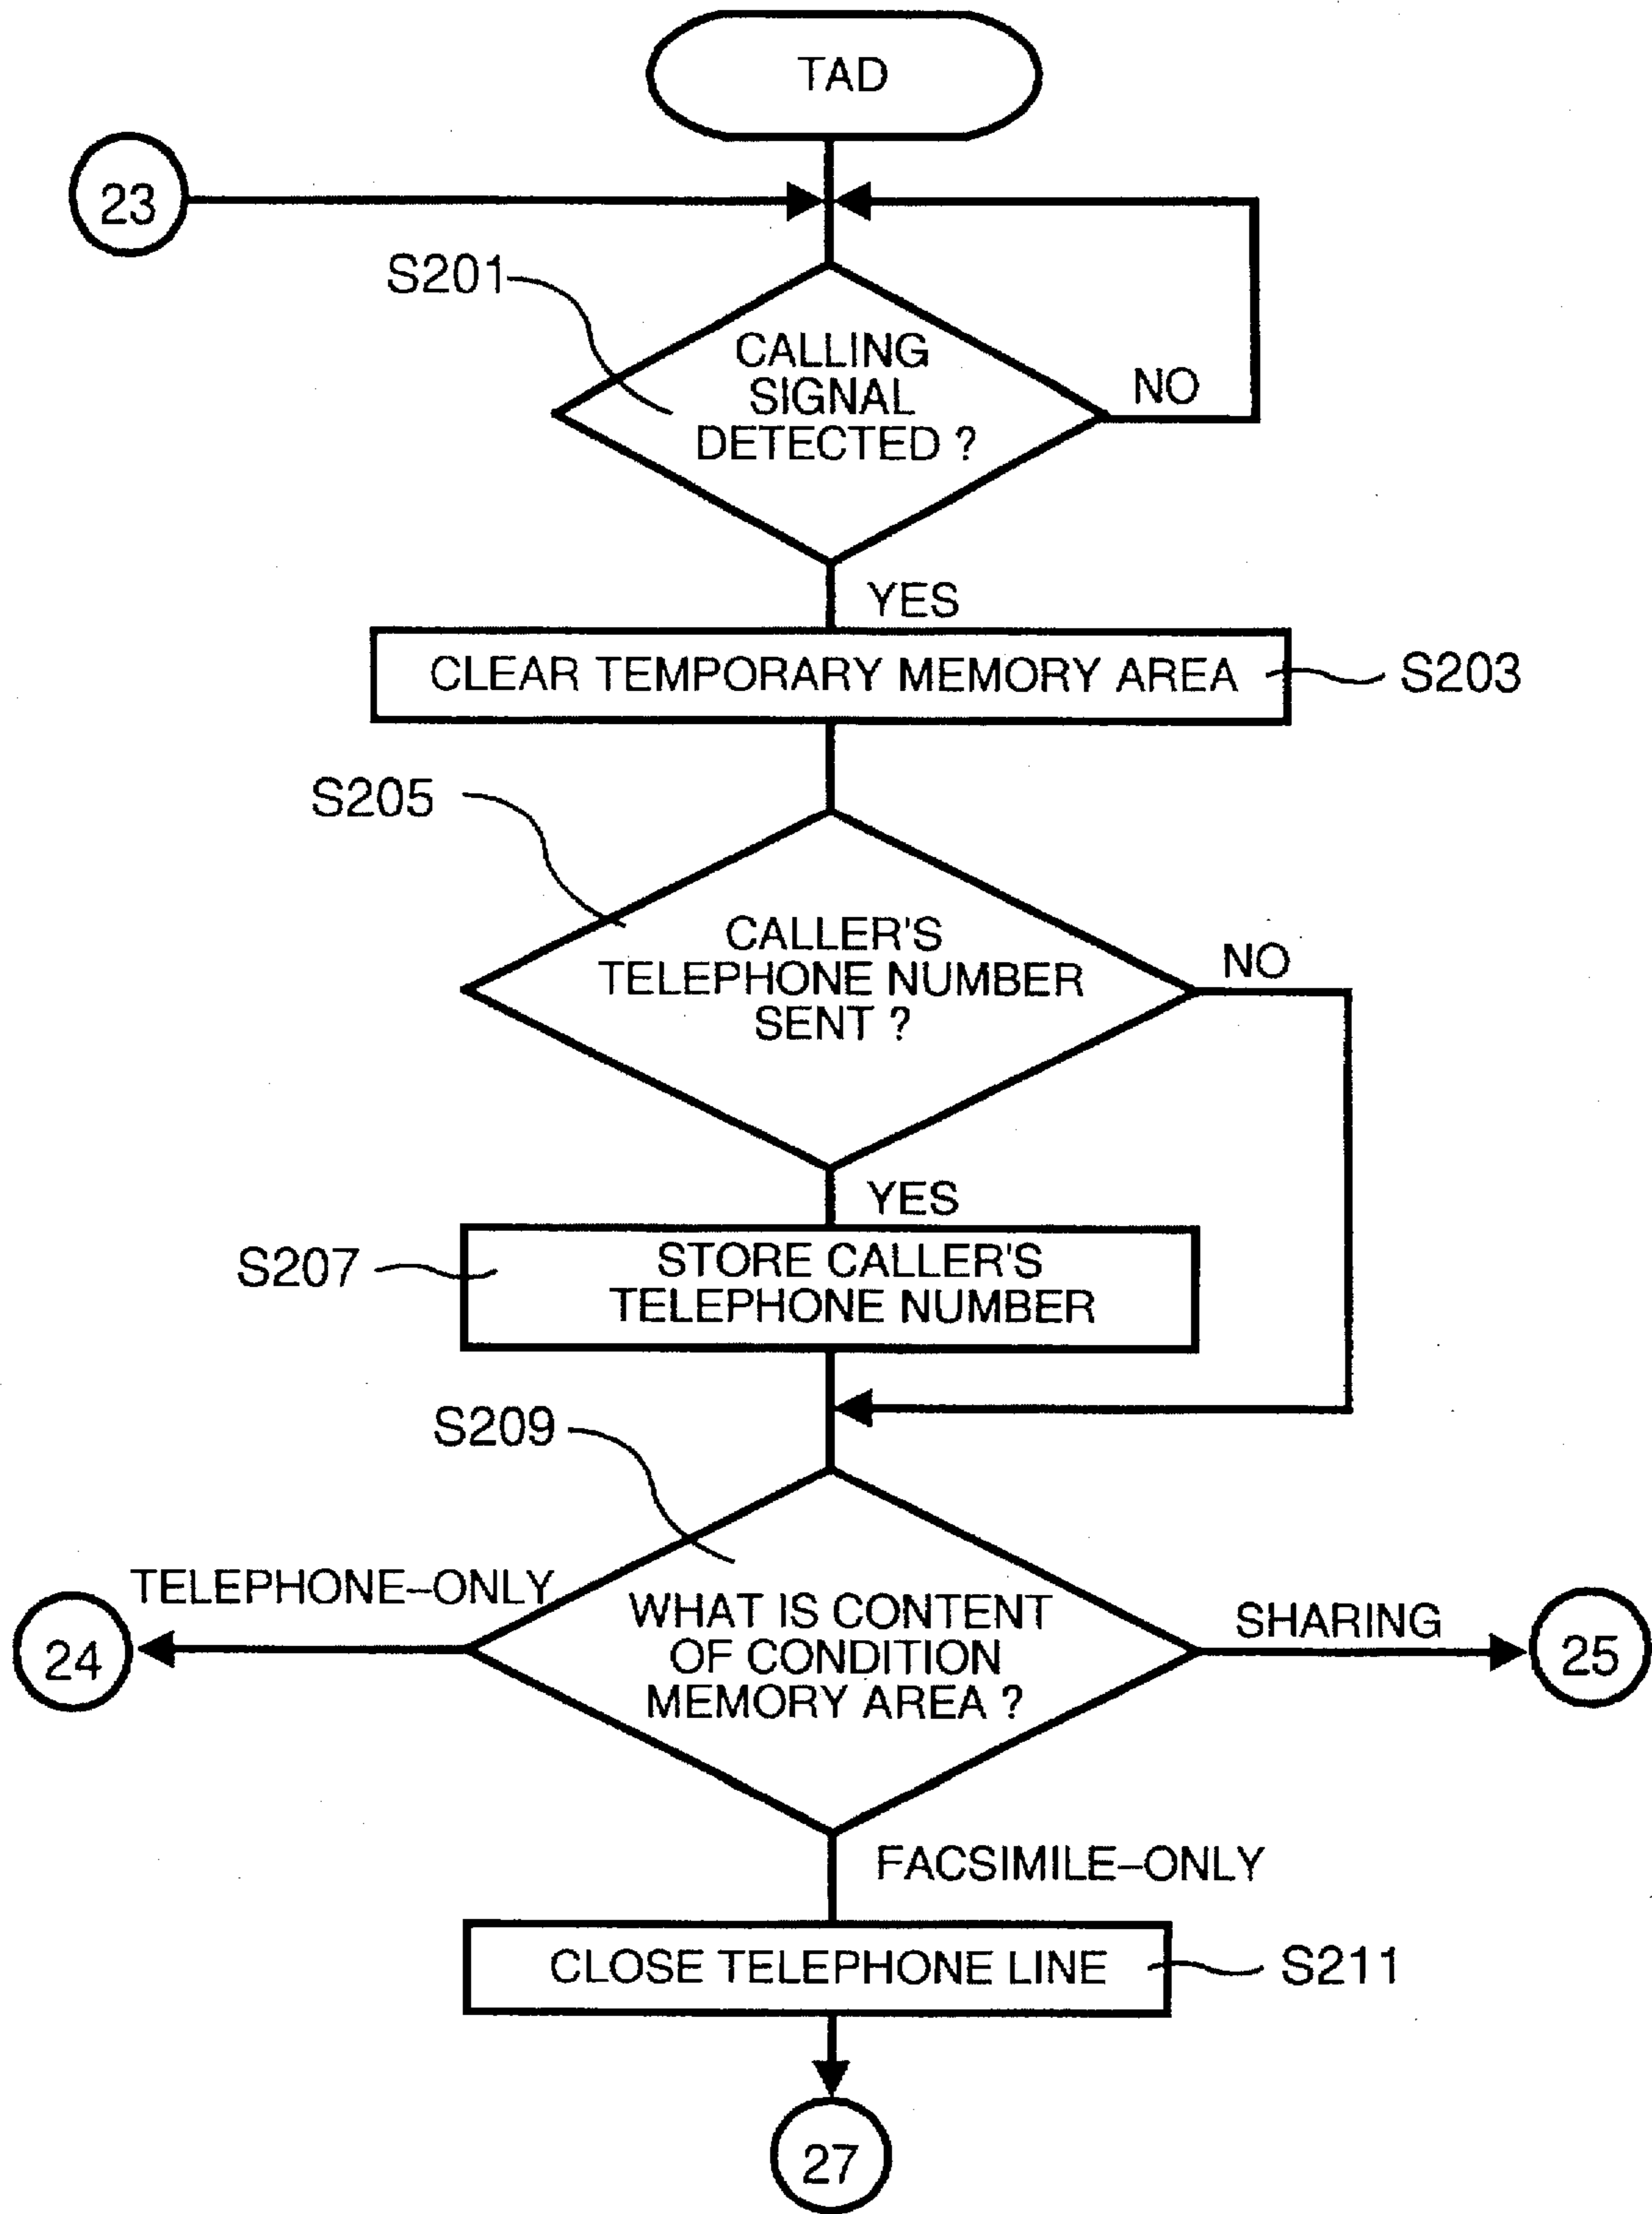 TAD
23
S201
CALLING
SIGNAL
DETECTED ?
NO
YES
CLEAR TEMPORARY MEMORY AREA
S203
S205
CALLER'S
TELEPHONE NUMBER
SENT ?
NO
YES
S207
STORE CALLER'S
TELEPHONE NUMBER
S209
TELEPHONE–ONLY
24
WHAT IS CONTENT
OF CONDITION
MEMORY AREA ?
SHARING
25
FACSIMILE–ONLY
CLOSE TELEPHONE LINE
S211
27